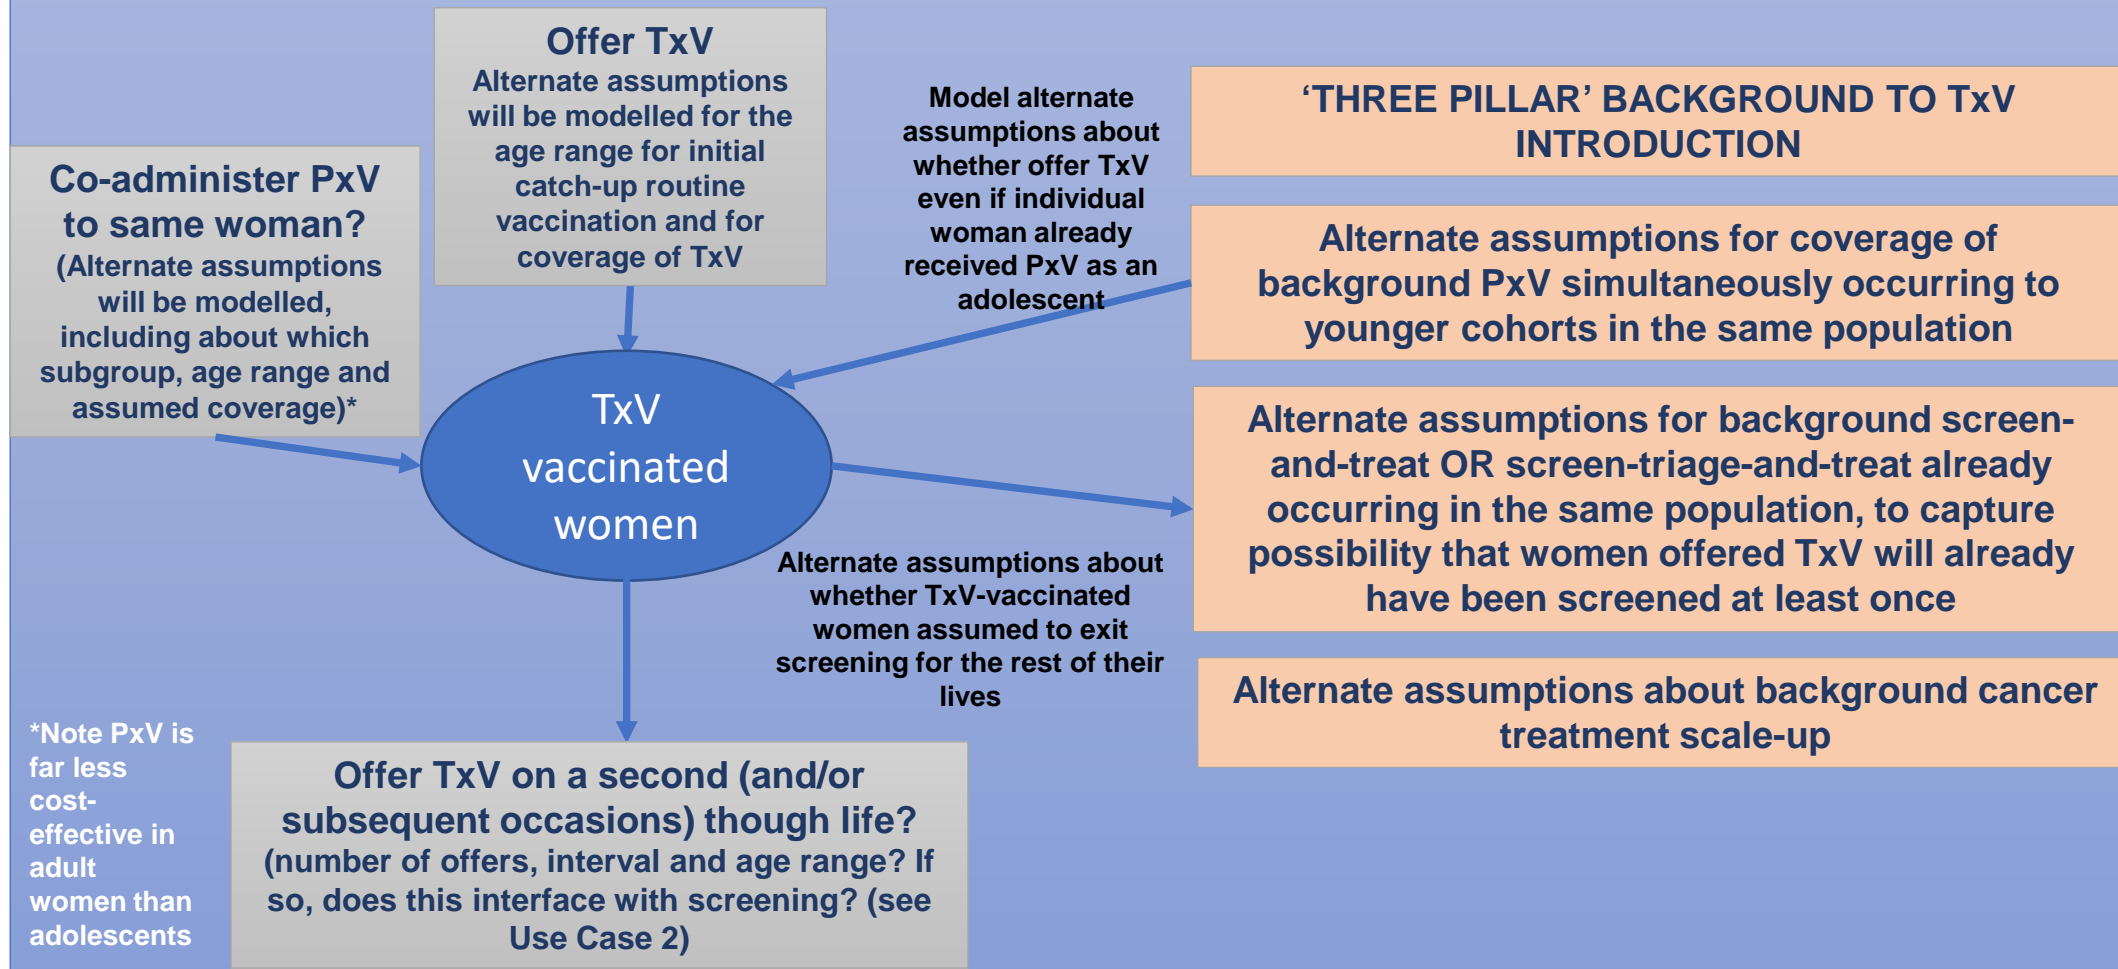 Offer TxV
Alternate assumptions
will be modelled for the
age range for initial
catch-up routine
vaccination and for
coverage of TxV
Co-administer PxV
to same woman?
(Alternate assumptions
will be modelled,
including about which
subgroup, age range and
assumed coverage)*
Model alternate
assumptions about
whether offer TxV
even if individual
woman already
received PxV as an
adolescent
‘THREE PILLAR’ BACKGROUND TO TxV
INTRODUCTION
Alternate assumptions for coverage of
background PxV simultaneously occurring to
younger cohorts in the same population
TxV
vaccinated
women
Alternate assumptions for background screen-
and-treat OR screen-triage-and-treat already
occurring in the same population, to capture
possibility that women offered TxV will already
have been screened at least once
Alternate assumptions about
whether TxV-vaccinated
women assumed to exit
screening for the rest of their
lives
Alternate assumptions about background cancer
treatment scale-up
*Note PxV is
far less
cost-
effective in
adult
women than
adolescents
Offer TxV on a second (and/or
subsequent occasions) though life?
(number of offers, interval and age range? If
so, does this interface with screening? (see
Use Case 2)